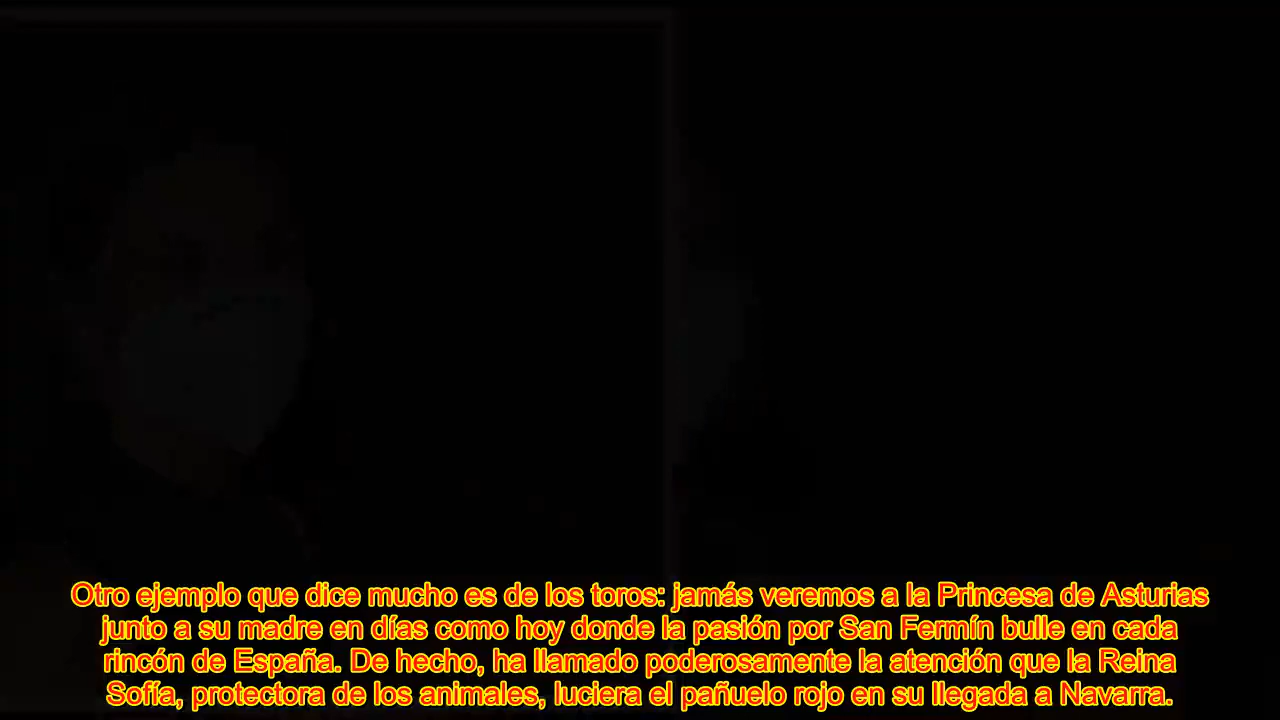 Otro ejemplo que dice mucho es de los toros: jamás veremos a la Princesa de Asturias
junto a su madre en días como hoy donde la pasión por San Fermín bulle en cada
rincón de España. De hecho, ha llamado poderosamente la atención que la Reina
Sofía, protectora de los animales, luciera el pañuelo rojo en su llegada a Navarra.